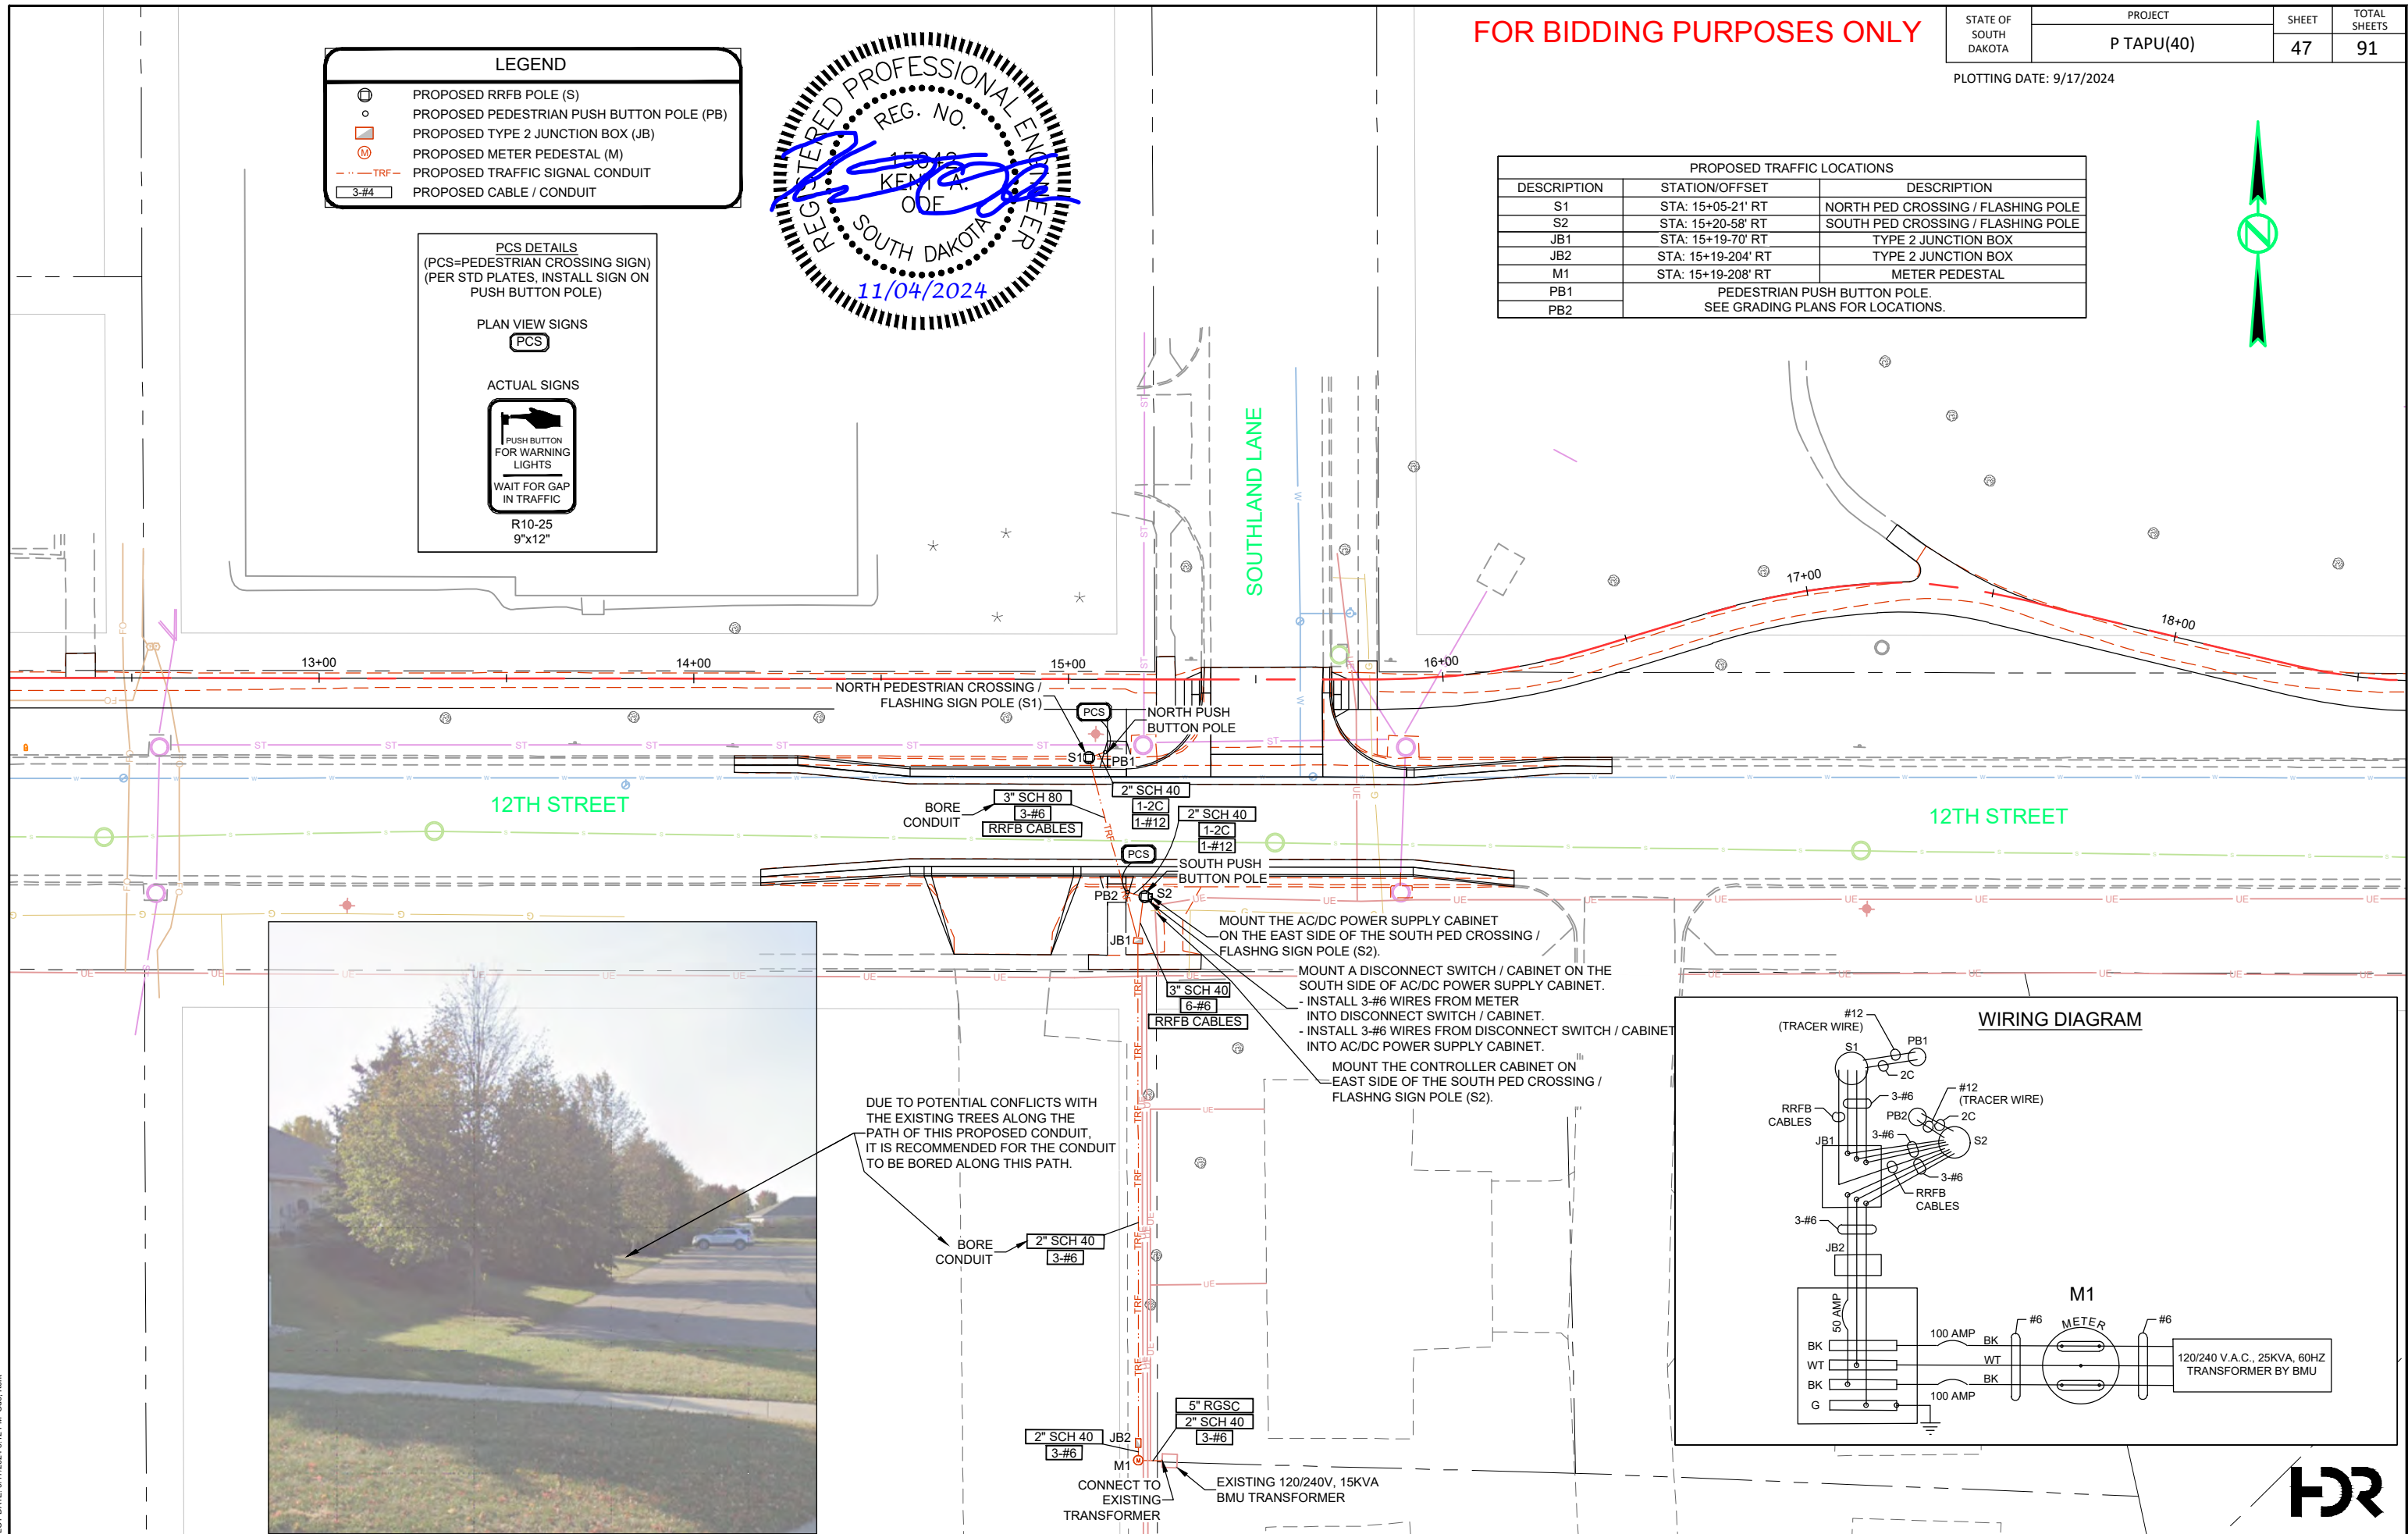 FOR BIDDING PURPOSES ONLY
STATE OF
SOUTH
DAKOTA
PROJECT
P TAPU(40)
SHEET
47
TOTAL
SHEETS
91
PLOTTING DATE: 9/17/2024
LEGEND
PROPOSED RRFB POLE (S)
PROPOSED PEDESTRIAN PUSH BUTTON POLE (PB)
PROPOSED TYPE 2 JUNCTION BOX (JB)
M PROPOSED METER PEDESTAL (M)
TRF PROPOSED TRAFFIC SIGNAL CONDUIT
3-#4 PROPOSED CABLE / CONDUIT
REGISTERED PROFESSIONAL ENGINEER
REG. NO.
KENT A.
SOUTH DAKOTA
11/04/2024
PCS DETAILS
(PCS=PEDESTRIAN CROSSING SIGN)
(PER STD PLATES, INSTALL SIGN ON
PUSH BUTTON POLE)
PLAN VIEW SIGNS
PCS
ACTUAL SIGNS
PUSH BUTTON
FOR WARNING
LIGHTS
WAIT FOR GAP
IN TRAFFIC
R10-25
9"x12"
PROPOSED TRAFFIC LOCATIONS
DESCRIPTION STATION/OFFSET DESCRIPTION
S1 STA: 15+05-21' RT NORTH PED CROSSING / FLASHING POLE
S2 STA: 15+20-58' RT SOUTH PED CROSSING / FLASHING POLE
JB1 STA: 15+19-70' RT TYPE 2 JUNCTION BOX
JB2 STA: 15+19-204' RT TYPE 2 JUNCTION BOX
M1 STA: 15+19-208' RT METER PEDESTAL
PB1 PEDESTRIAN PUSH BUTTON POLE.
PB2 SEE GRADING PLANS FOR LOCATIONS.
N
SOUTHLAND LANE
13+00
14+00
15+00
16+00
17+00
18+00
NORTH PEDESTRIAN CROSSING /
FLASHING SIGN POLE (S1)
PCS
NORTH PUSH
BUTTON POLE
S1
PB1
12TH STREET
12TH STREET
BORE
CONDUIT
3" SCH 80
3-#6
RRFB CABLES
2" SCH 40
1-2C
1-#12
2" SCH 40
1-2C
1-#12
TRF
PCS
SOUTH PUSH
BUTTON POLE
PB2
S2
JB1
MOUNT THE AC/DC POWER SUPPLY CABINET
ON THE EAST SIDE OF THE SOUTH PED CROSSING /
FLASHNG SIGN POLE (S2).
MOUNT A DISCONNECT SWITCH / CABINET ON THE
SOUTH SIDE OF AC/DC POWER SUPPLY CABINET.
- INSTALL 3-#6 WIRES FROM METER
INTO DISCONNECT SWITCH / CABINET.
- INSTALL 3-#6 WIRES FROM DISCONNECT SWITCH / CABINET
INTO AC/DC POWER SUPPLY CABINET.
MOUNT THE CONTROLLER CABINET ON
EAST SIDE OF THE SOUTH PED CROSSING /
FLASHNG SIGN POLE (S2).
3" SCH 40
6-#6
RRFB CABLES
DUE TO POTENTIAL CONFLICTS WITH
THE EXISTING TREES ALONG THE
PATH OF THIS PROPOSED CONDUIT,
IT IS RECOMMENDED FOR THE CONDUIT
TO BE BORED ALONG THIS PATH.
BORE
CONDUIT
2" SCH 40
3-#6
2" SCH 40
3-#6
JB2
M1
5" RGSC
2" SCH 40
3-#6
CONNECT TO
EXISTING
TRANSFORMER
EXISTING 120/240V, 15KVA
BMU TRANSFORMER
WIRING DIAGRAM
#12
(TRACER WIRE)
S1
PB1
2C
3-#6
#12
(TRACER WIRE)
RRFB
CABLES
PB2
2C
JB1
3-#6
S2
3-#6
RRFB
CABLES
3-#6
JB2
50 AMP
M1
BK
WT
BK
G
100 AMP
BK
WT
BK
100 AMP
#6
METER
#6
120/240 V.A.C., 25KVA, 60HZ
TRANSFORMER BY BMU
HDR